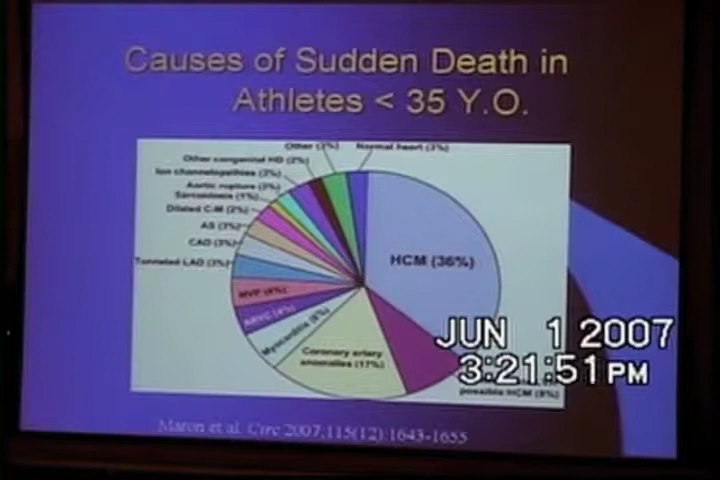 Causes of Sudden Death in
Athletes < 35 Y.O.
Other (3%)
Normal heart (3%)
Other congenital HD (2%)
Ion channelopathies (3%)
Aortic rupture (3%)
Sarcoidosis (1%)
Dilated C-M (2%)
AS (3%)
CAD (3%)
Tunneled LAD (3%)
MVP (4%)
ARVC (4%)
Myocarditis (6%)
Coronary artery
anomalies (17%)
HCM (36%)
possible HCM (8%)
JUN 1 2007
3:21:51 PM
Maron et al. Circ 2007;115(12):1643-1655